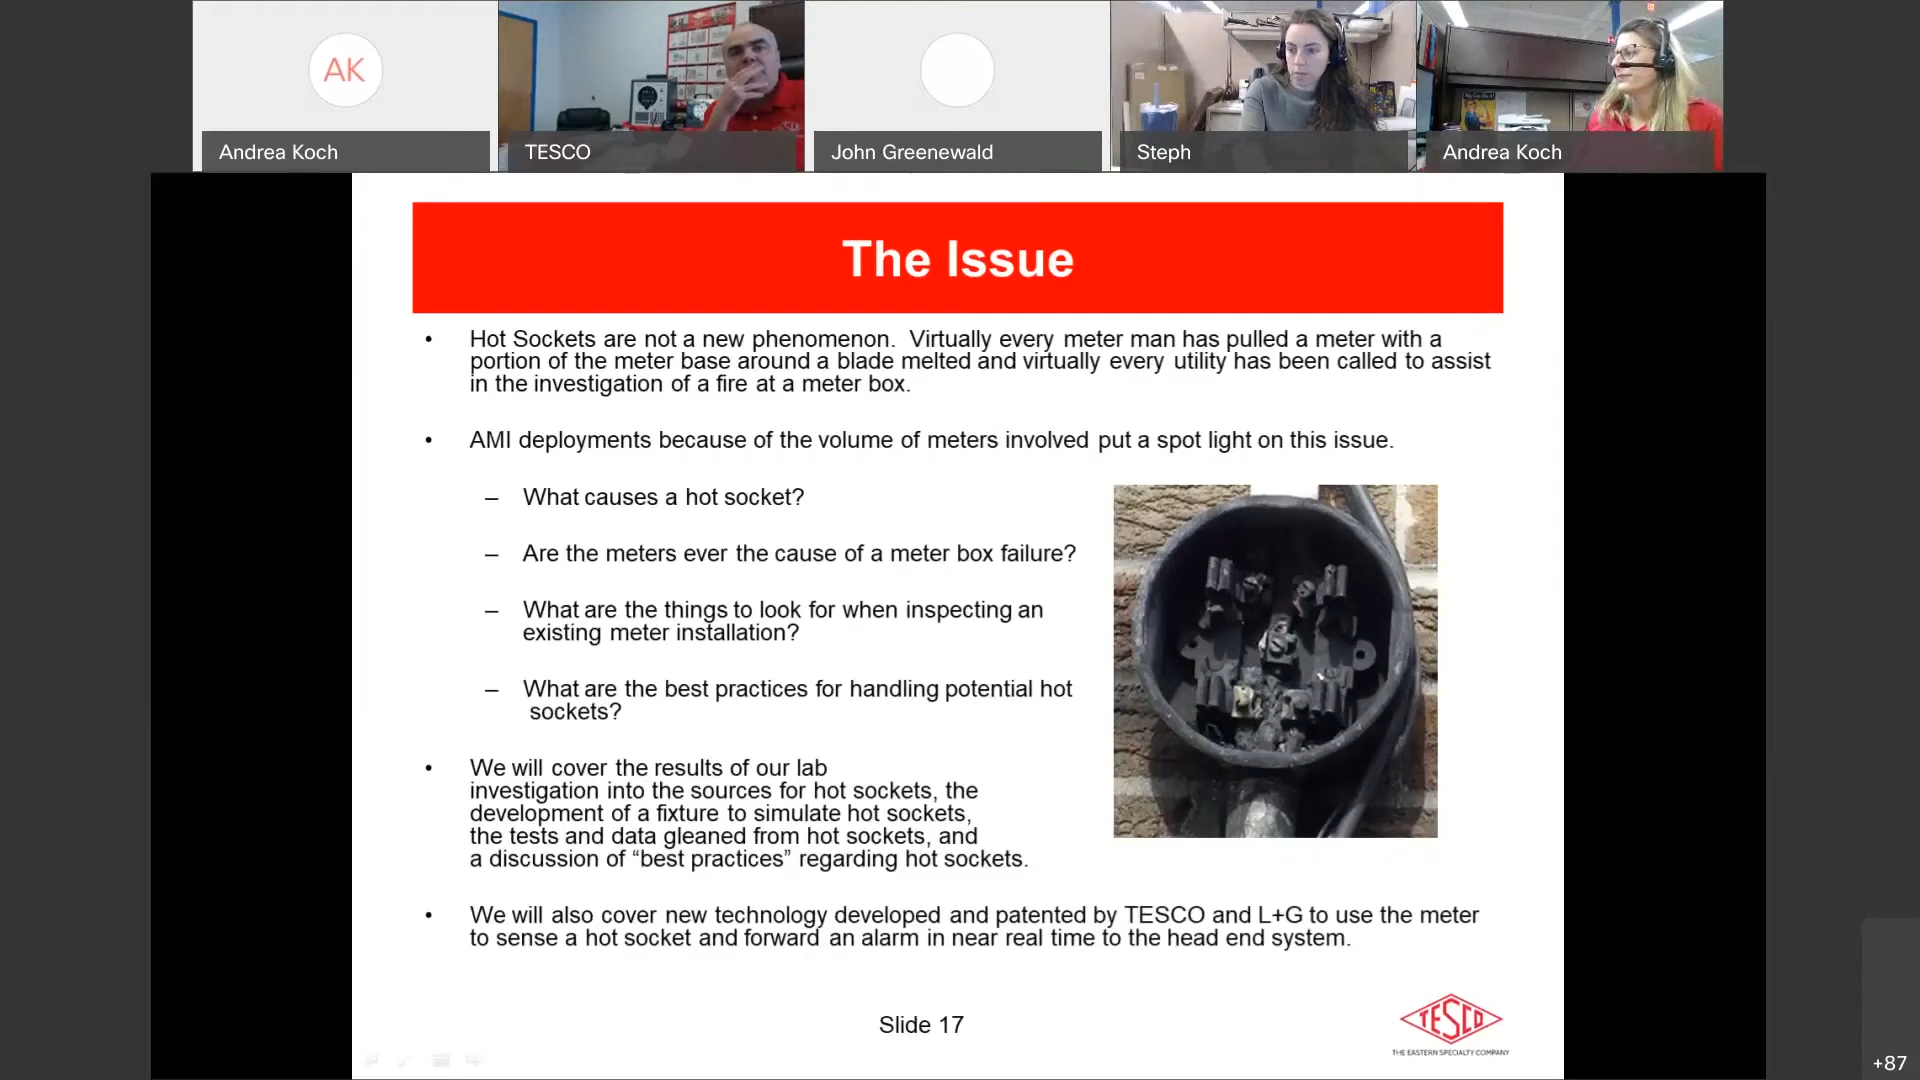 AK
Andrea Koch
TESCO
John Greenewald
Steph
Andrea Koch
The Issue
• Hot Sockets are not a new phenomenon. Virtually every meter man has pulled a meter with a
portion of the meter base around a blade melted and virtually every utility has been called to assist
in the investigation of a fire at a meter box.
• AMI deployments because of the volume of meters involved put a spot light on this issue.
– What causes a hot socket?
– Are the meters ever the cause of a meter box failure?
– What are the things to look for when inspecting an
existing meter installation?
– What are the best practices for handling potential hot
sockets?
• We will cover the results of our lab
investigation into the sources for hot sockets, the
development of a fixture to simulate hot sockets,
the tests and data gleaned from hot sockets, and
a discussion of “best practices” regarding hot sockets.
• We will also cover new technology developed and patented by TESCO and L+G to use the meter
to sense a hot socket and forward an alarm in near real time to the head end system.
Slide 17
TESCO
THE EASTERN SPECIALTY COMPANY
+87